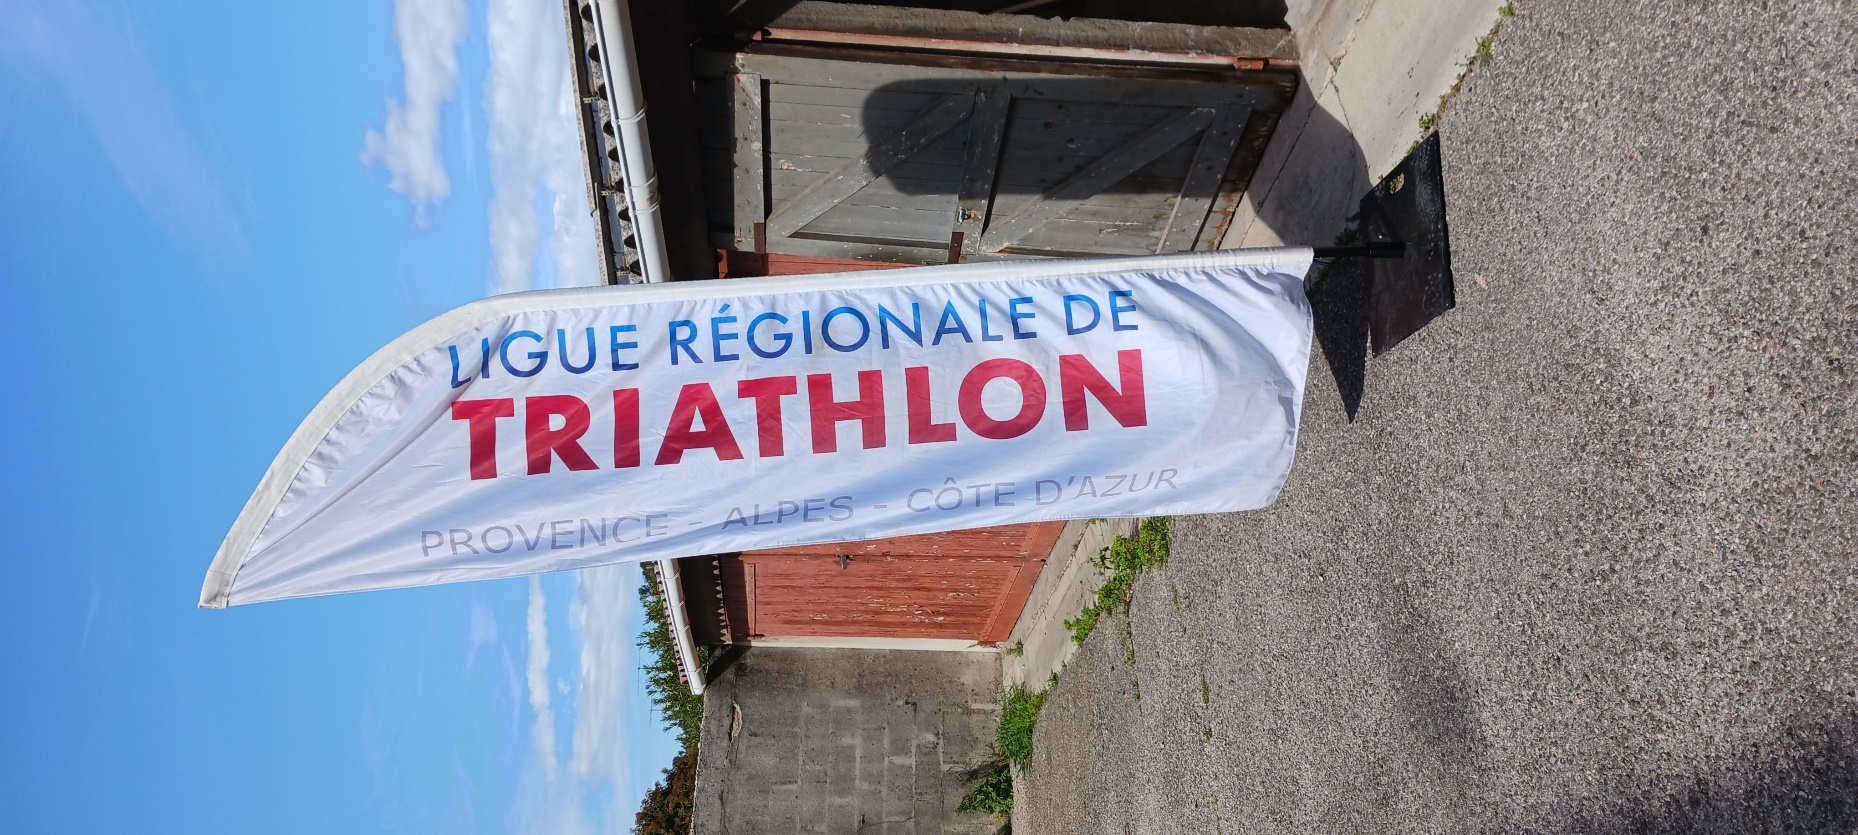 LIGUE RÉGIONALE DE
TRIATHLON
PROVENCE - ALPES - CÔTE D'AZUR